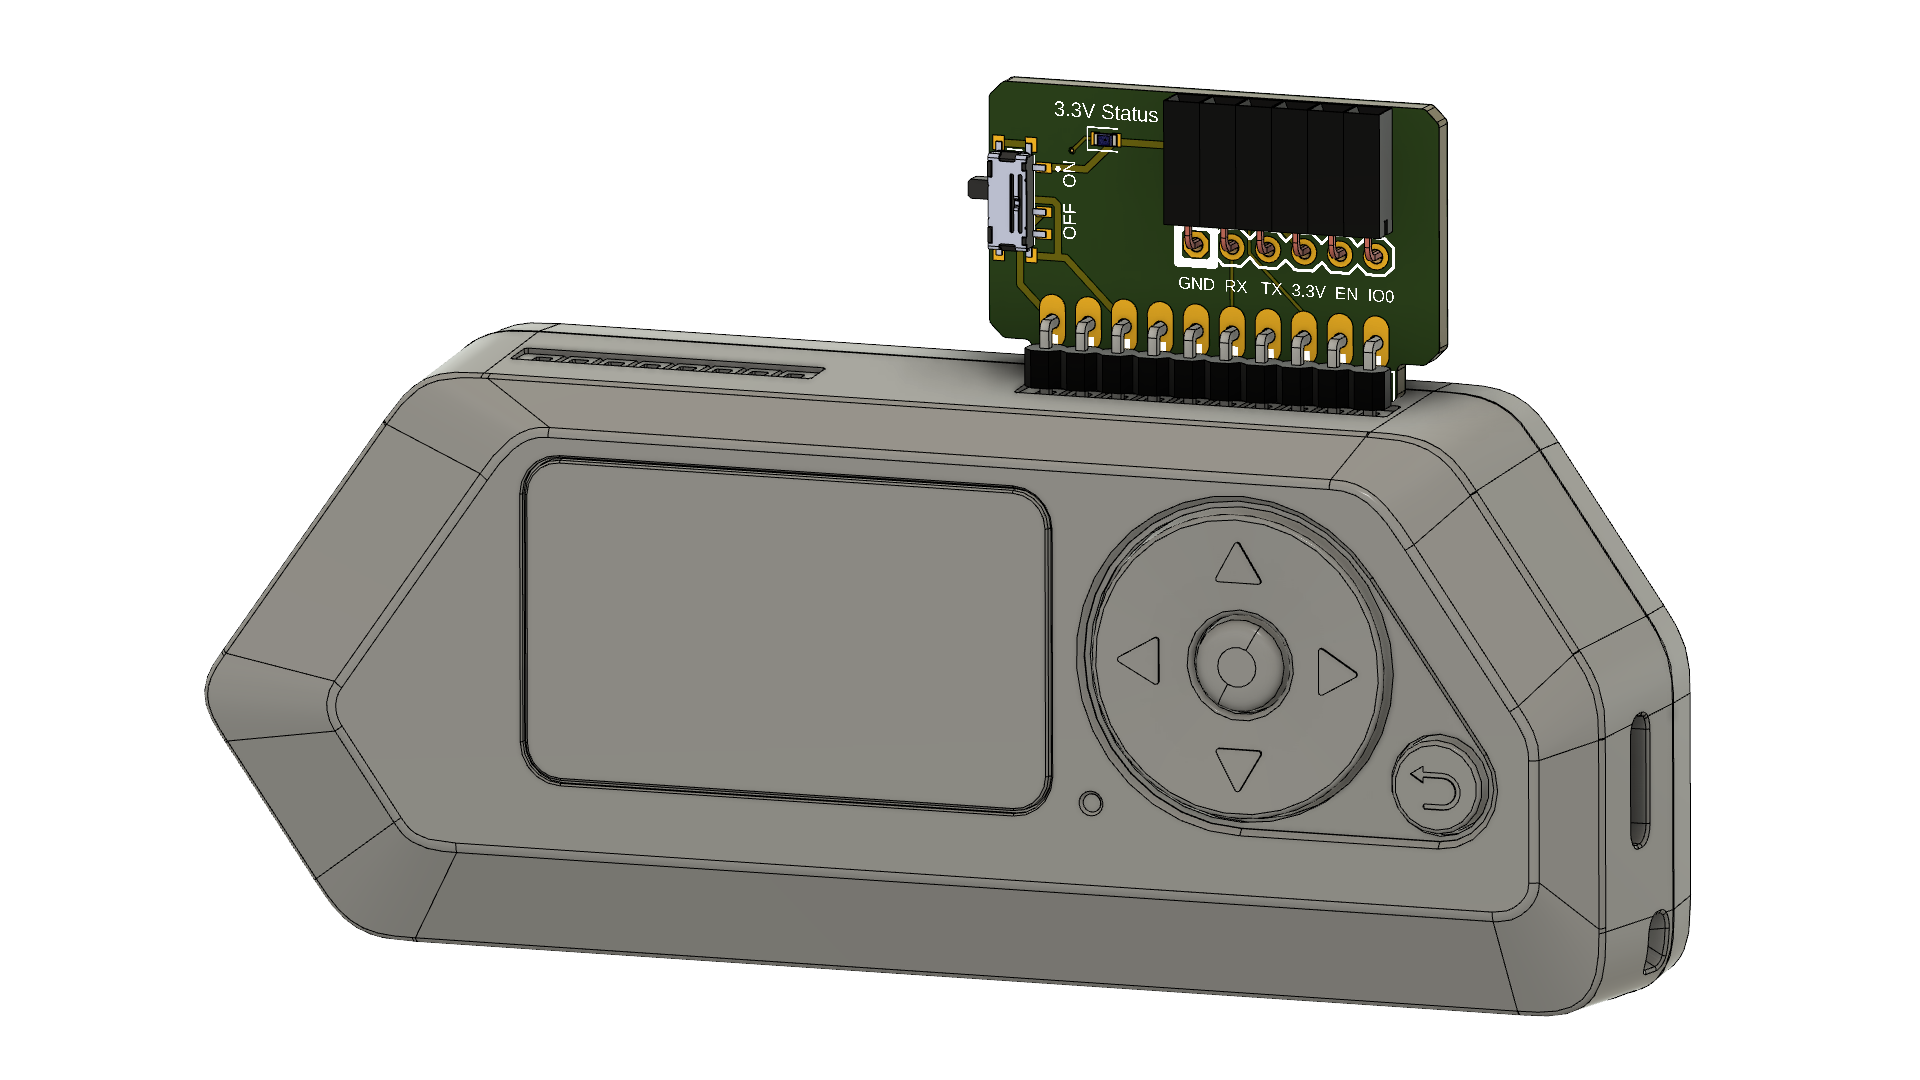 3.3V Status
ON
OFF
GND RX TX 3.3V EN IO0